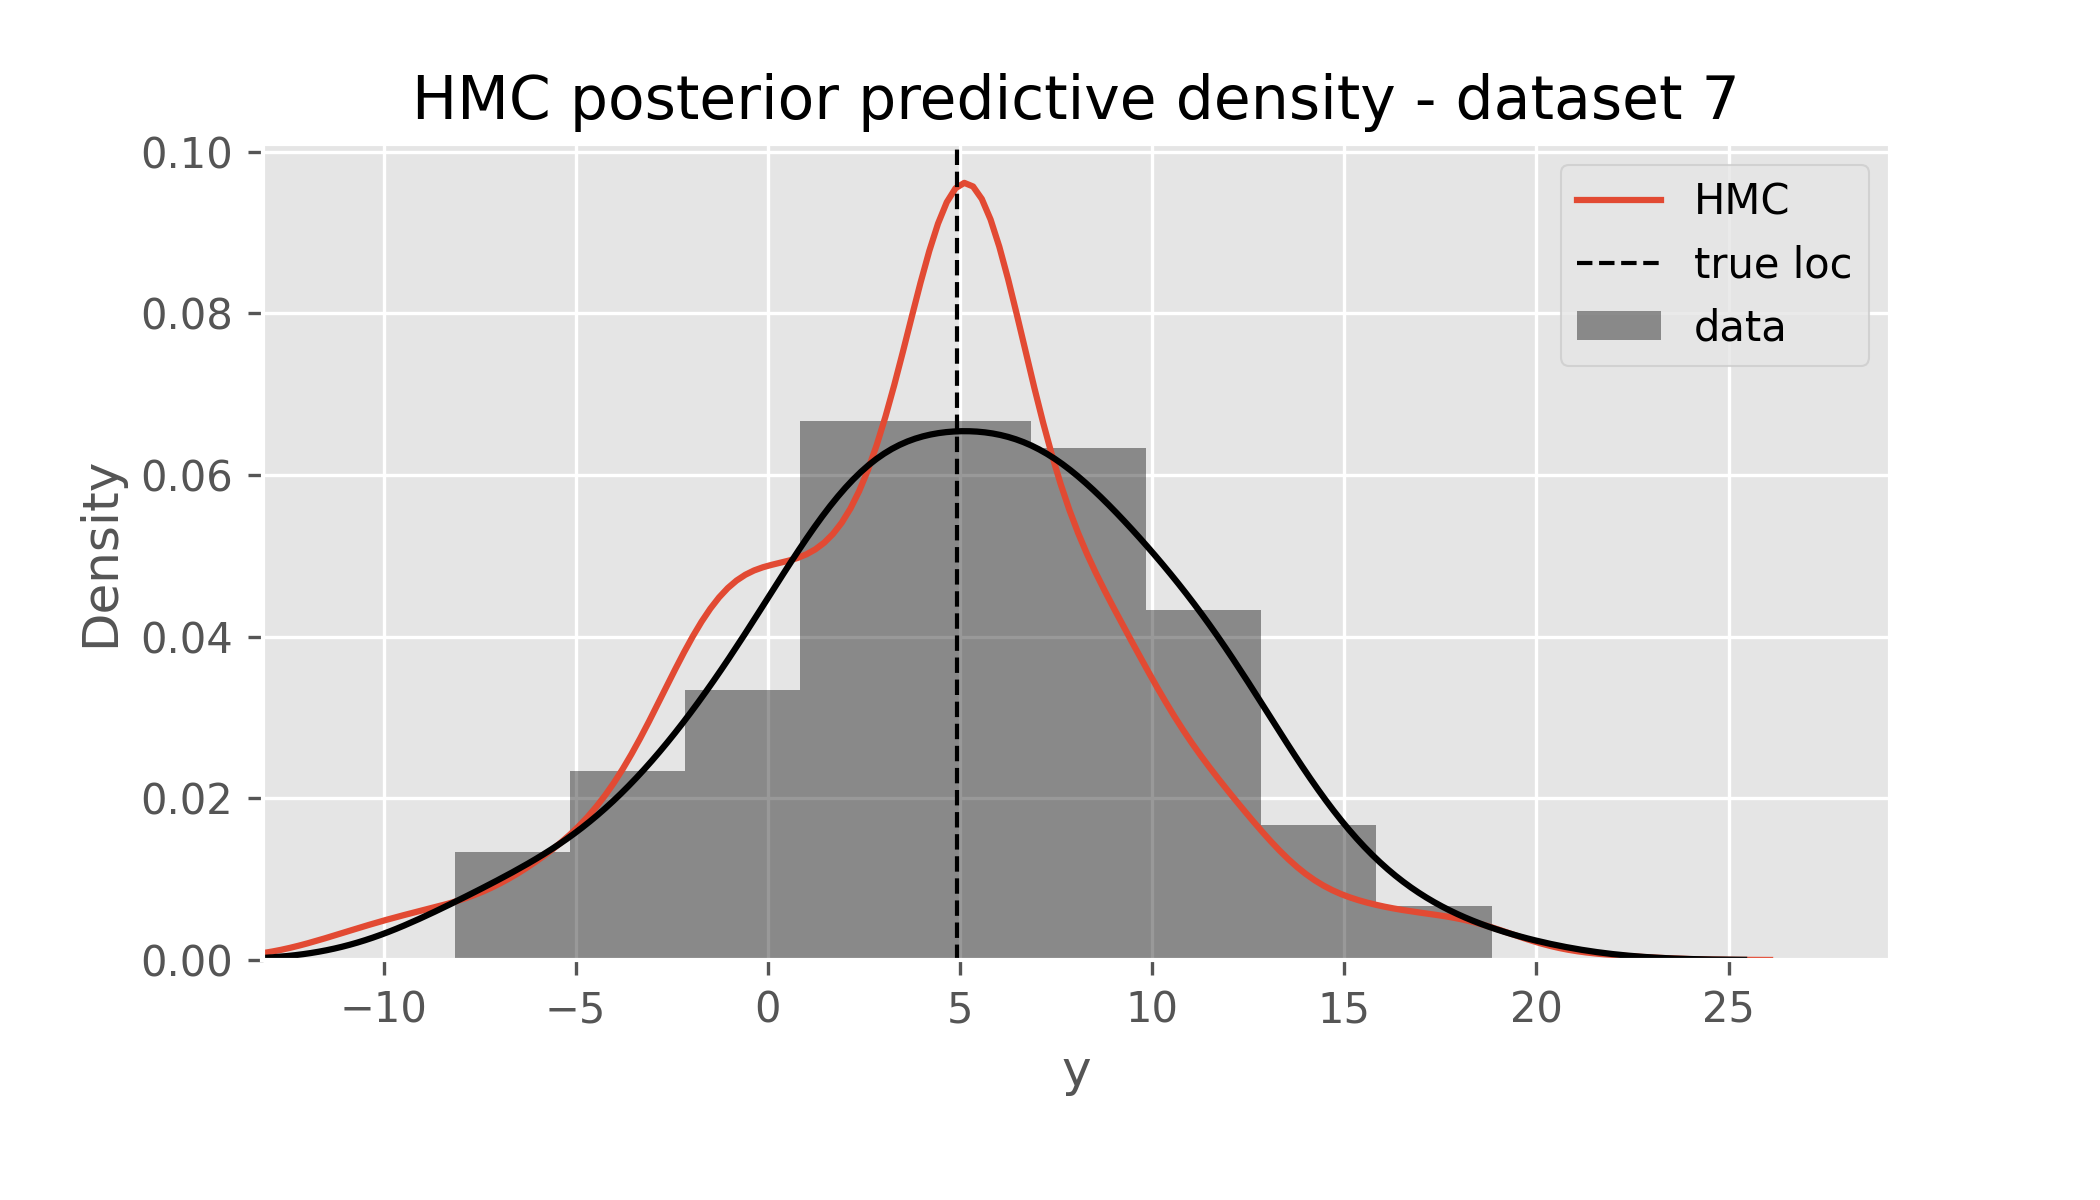 HMC posterior predictive density - dataset 7
HMC
true loc
data
Density
0.10
0.08
0.06
0.04
0.02
0.00
−10
−5
0
5
10
15
20
25
y